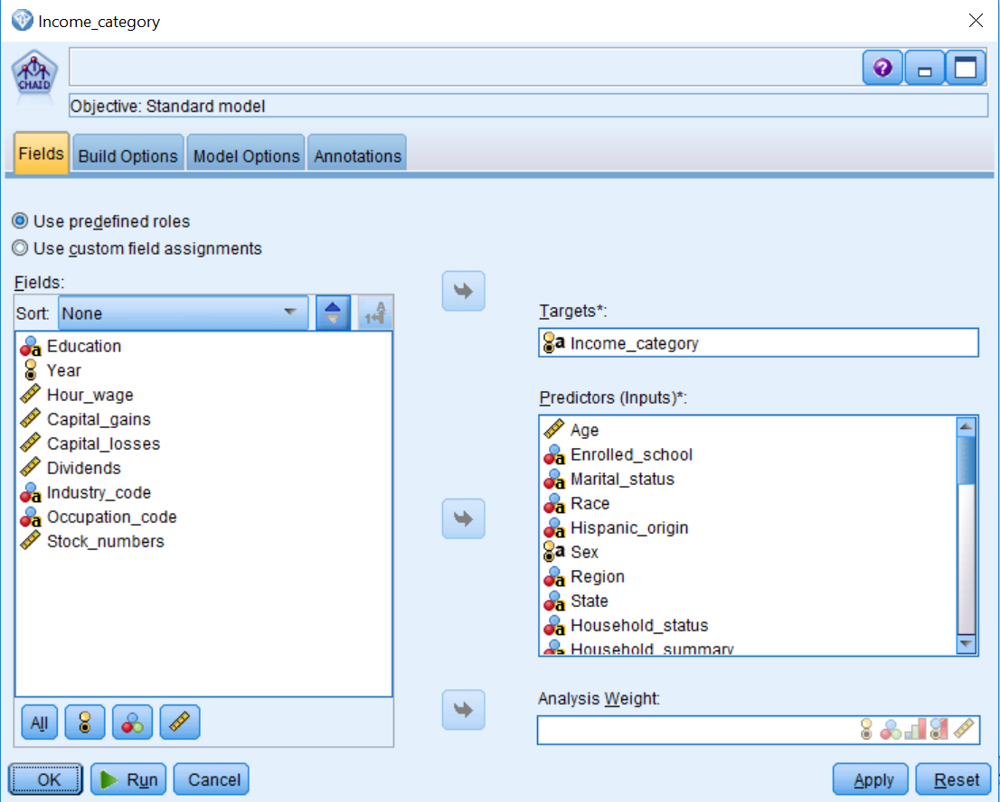 Income_category
CHAID
Objective: Standard model
Fields Build Options Model Options Annotations
Use predefined roles
Use custom field assignments
Fields:
Sort: None
Education
Year
Hour_wage
Capital_gains
Capital_losses
Dividends
Industry_code
Occupation_code
Stock_numbers
All
Targets*:
Income_category
Predictors (Inputs)*:
Age
Enrolled_school
Marital_status
Race
Hispanic_origin
Sex
Region
State
Household_status
Household_summary
Analysis Weight:
OK Run Cancel Apply Reset